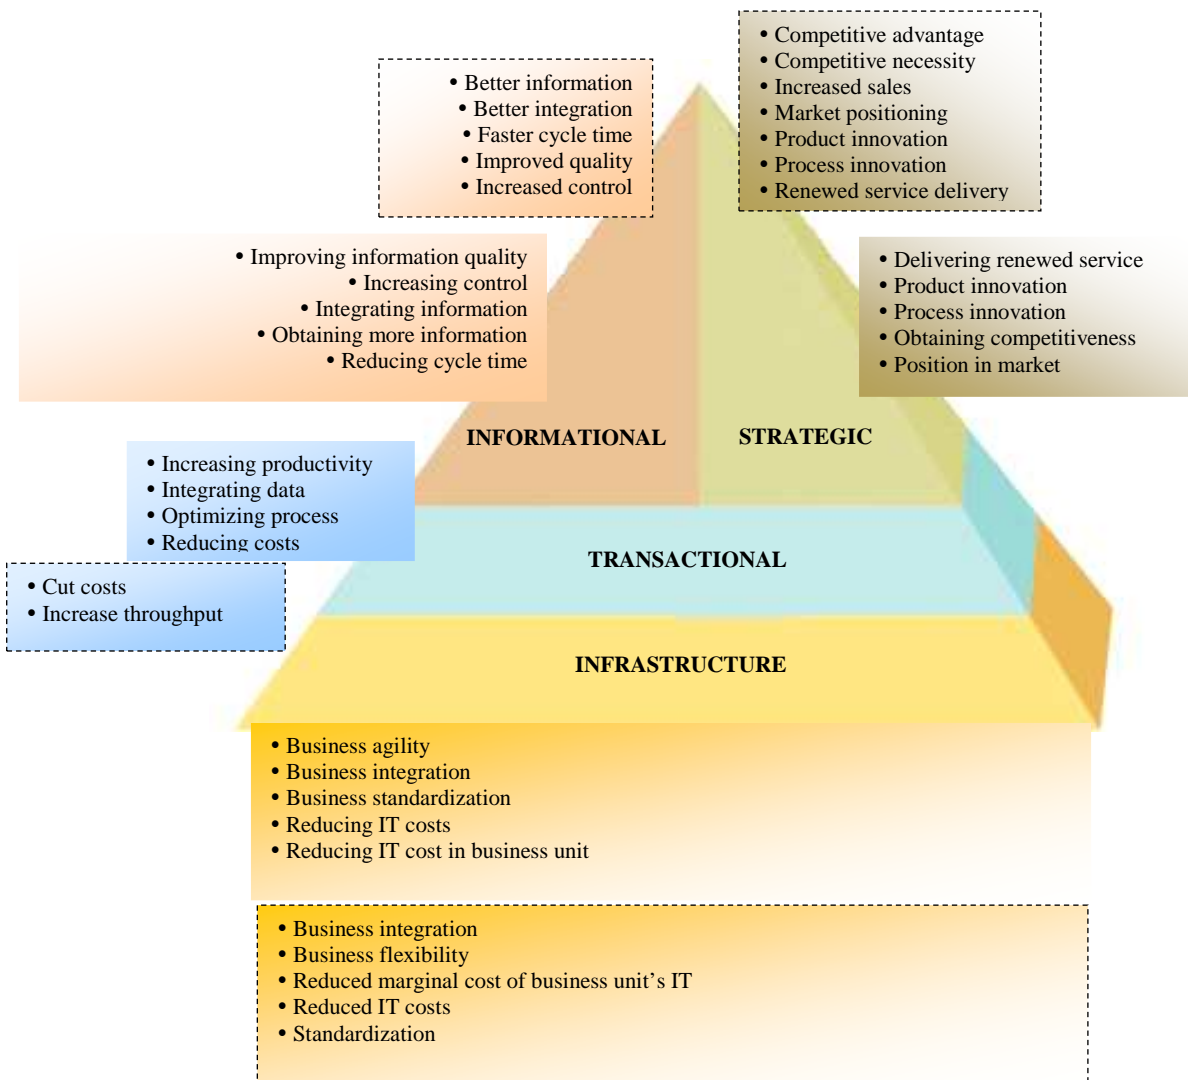 • Competitive advantage
• Competitive necessity
• Increased sales
• Market positioning
• Product innovation
• Process innovation
• Renewed service delivery
• Better information
• Better integration
• Faster cycle time
• Improved quality
• Increased control
• Improving information quality
• Increasing control
• Integrating information
• Obtaining more information
• Reducing cycle time
• Delivering renewed service
• Product innovation
• Process innovation
• Obtaining competitiveness
• Position in market
INFORMATIONAL
STRATEGIC
• Increasing productivity
• Integrating data
• Optimizing process
• Reducing costs
TRANSACTIONAL
• Cut costs
• Increase throughput
INFRASTRUCTURE
• Business agility
• Business integration
• Business standardization
• Reducing IT costs
• Reducing IT cost in business unit
• Business integration
• Business flexibility
• Reduced marginal cost of business unit's IT
• Reduced IT costs
• Standardization